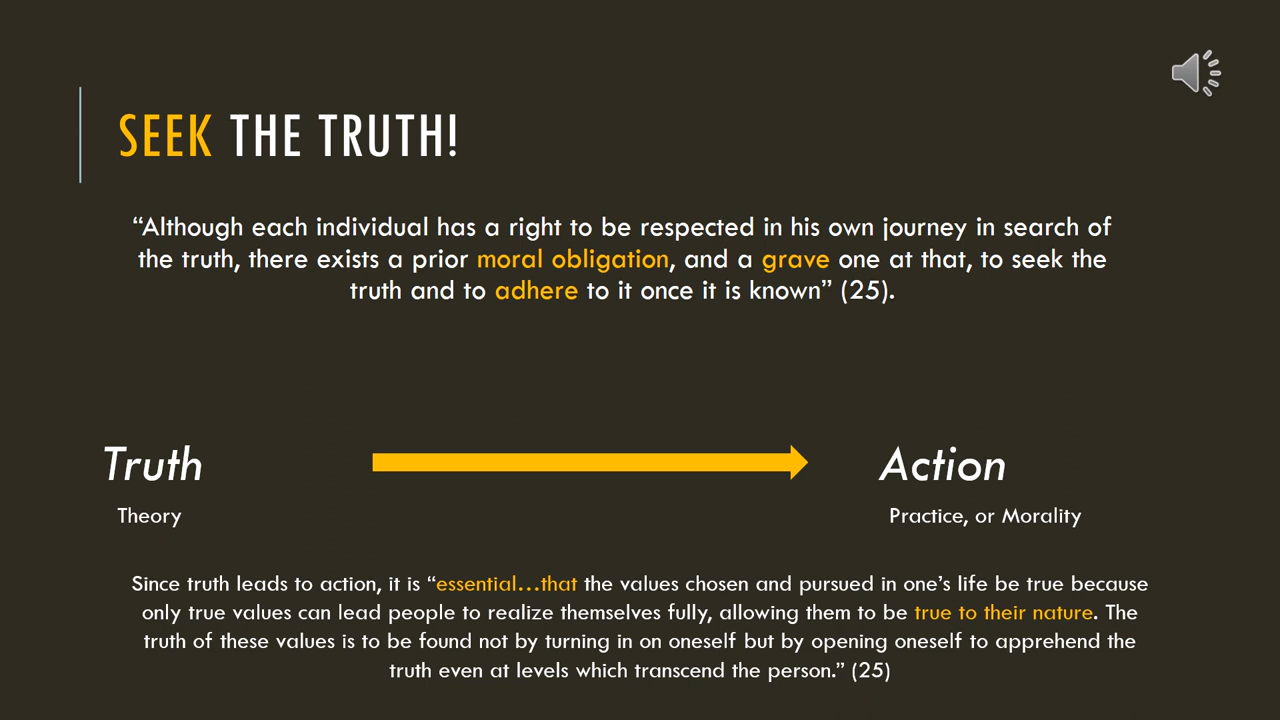 SEEK THE TRUTH!
“Although each individual has a right to be respected in his own journey in search of
the truth, there exists a prior moral obligation, and a grave one at that, to seek the
truth and to adhere to it once it is known” (25).
Truth
Action
Theory
Practice, or Morality
Since truth leads to action, it is “essential…that the values chosen and pursued in one’s life be true because
only true values can lead people to realize themselves fully, allowing them to be true to their nature. The
truth of these values is to be found not by turning in on oneself but by opening oneself to apprehend the
truth even at levels which transcend the person.” (25)